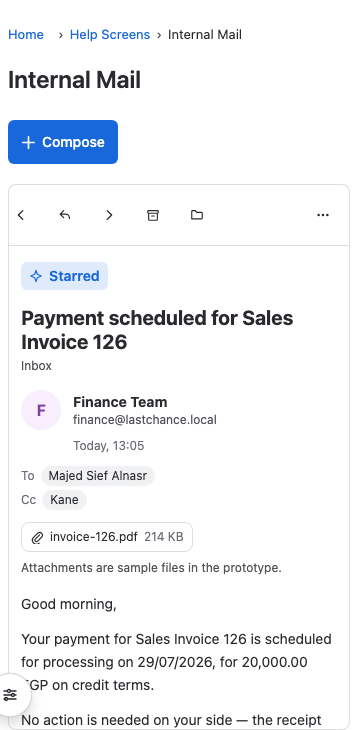 Home > Help Screens > Internal Mail
Internal Mail
+ Compose
Starred
Payment scheduled for Sales
Invoice 126
Inbox
F
Finance Team
finance@lastchance.local
Today, 13:05
To Majed Sief Alnasr
Cc Kane
invoice-126.pdf 214 KB
Attachments are sample files in the prototype.
Good morning,
Your payment for Sales Invoice 126 is scheduled
for processing on 29/07/2026, for 20,000.00
EGP on credit terms.
No action is needed on your side — the receipt